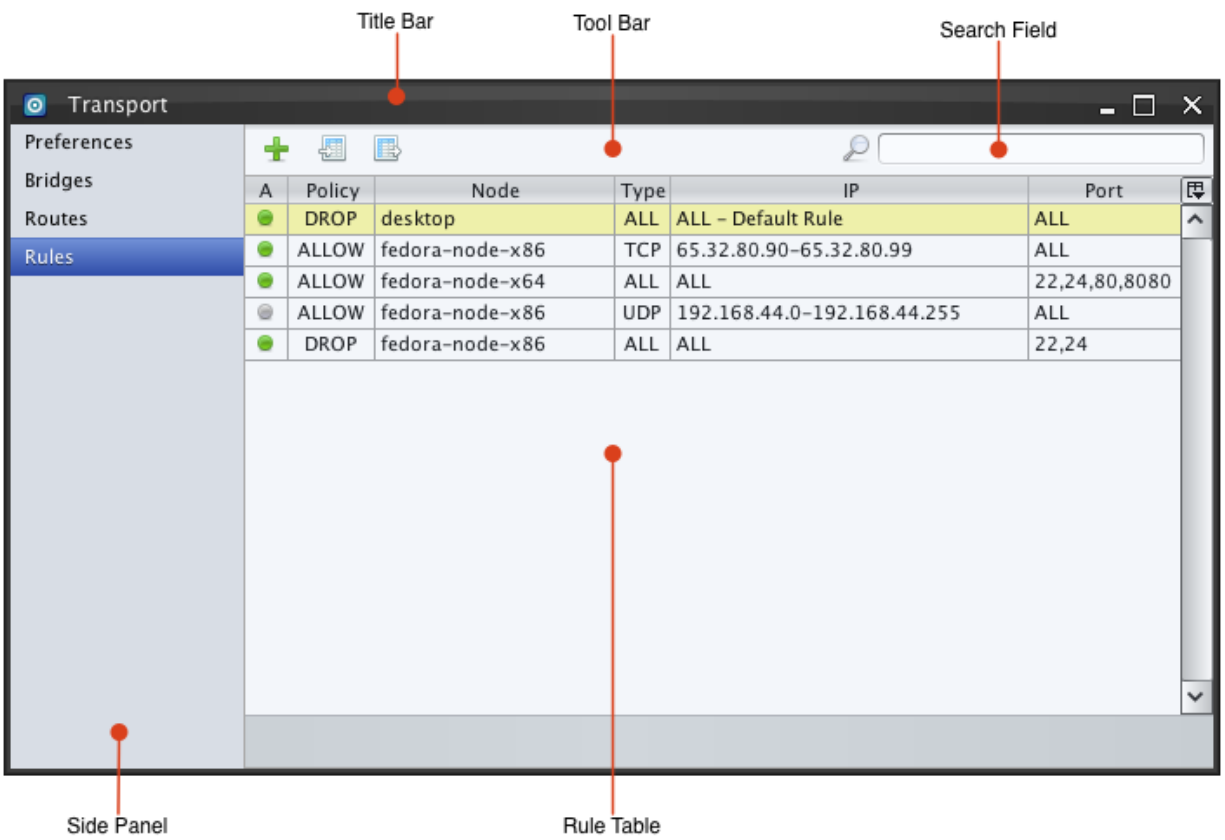 Title Bar Tool Bar Search Field
Transport
Preferences
Bridges
Routes
Rules
A Policy Node Type IP Port
DROP desktop ALL ALL – Default Rule ALL
ALLOW fedora-node-x86 TCP 65.32.80.90-65.32.80.99 ALL
ALLOW fedora-node-x64 ALL ALL 22,24,80,8080
ALLOW fedora-node-x86 UDP 192.168.44.0-192.168.44.255 ALL
DROP fedora-node-x86 ALL ALL 22,24
Side Panel Rule Table